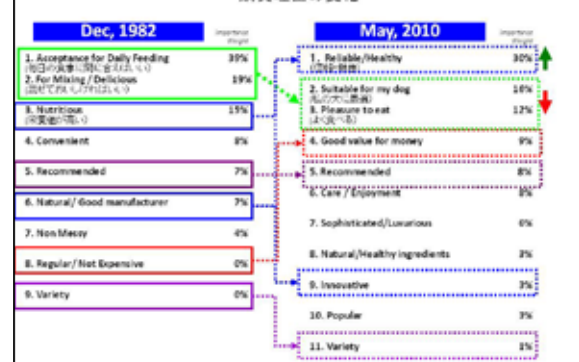 Dec, 1982
Importance Weight
1. Acceptance for Daily Feeding 39%
2. For Mixing / Delicious 19%
3. Nutritious 15%
4. Convenient 8%
5. Recommended 7%
6. Natural/ Good manufacturer 7%
7. Non Messy 4%
8. Regular/ Not Expensive 0%
9. Variety 0%
May, 2010
Importance Weight
1. Reliable/Healthy 30%
2. Suitable for my dog
3. Pleasure to eat 12%
4. Good value for money 9%
5. Recommended 8%
6. Care / Enjoyment 8%
7. Sophisticated/Luxurious 6%
8. Natural/Healthy ingredients 3%
9. Innovative 3%
10. Popular 3%
11. Variety 1%